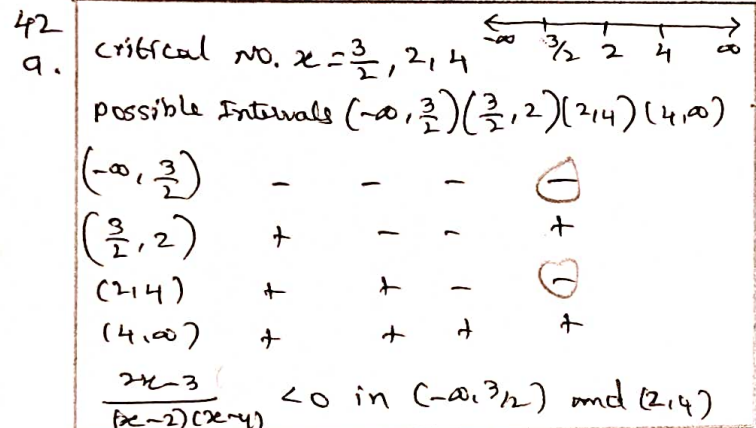 42
a.
critical NO. x = 3/2, 2, 4
-∞ 3/2 2 4 ∞
possible Intervals (-∞, 3/2) (3/2, 2) (2,4) (4,∞)
(-∞, 3/2) - - - -
(3/2, 2) + - - +
(2,4) + + - -
(4,∞) + + + +
2x-3 / (x-2)(x-4) <0 in (-∞, 3/2) and (2,4)